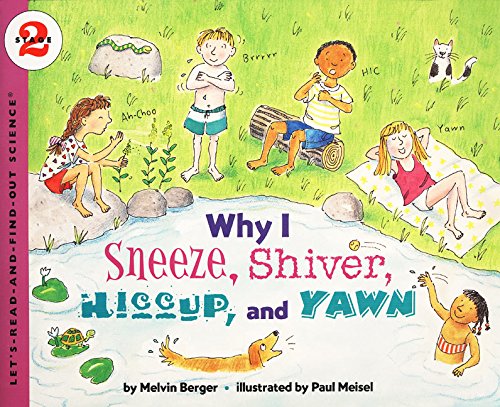 2
STAGE
LET'S-READ-AND-FIND-OUT SCIENCE®
Brrrrr
HIC
Ah-Choo
Yawn
Why I
Sneeze, Shiver,
HICCUP, and YAWN
by Melvin Berger • illustrated by Paul Meisel